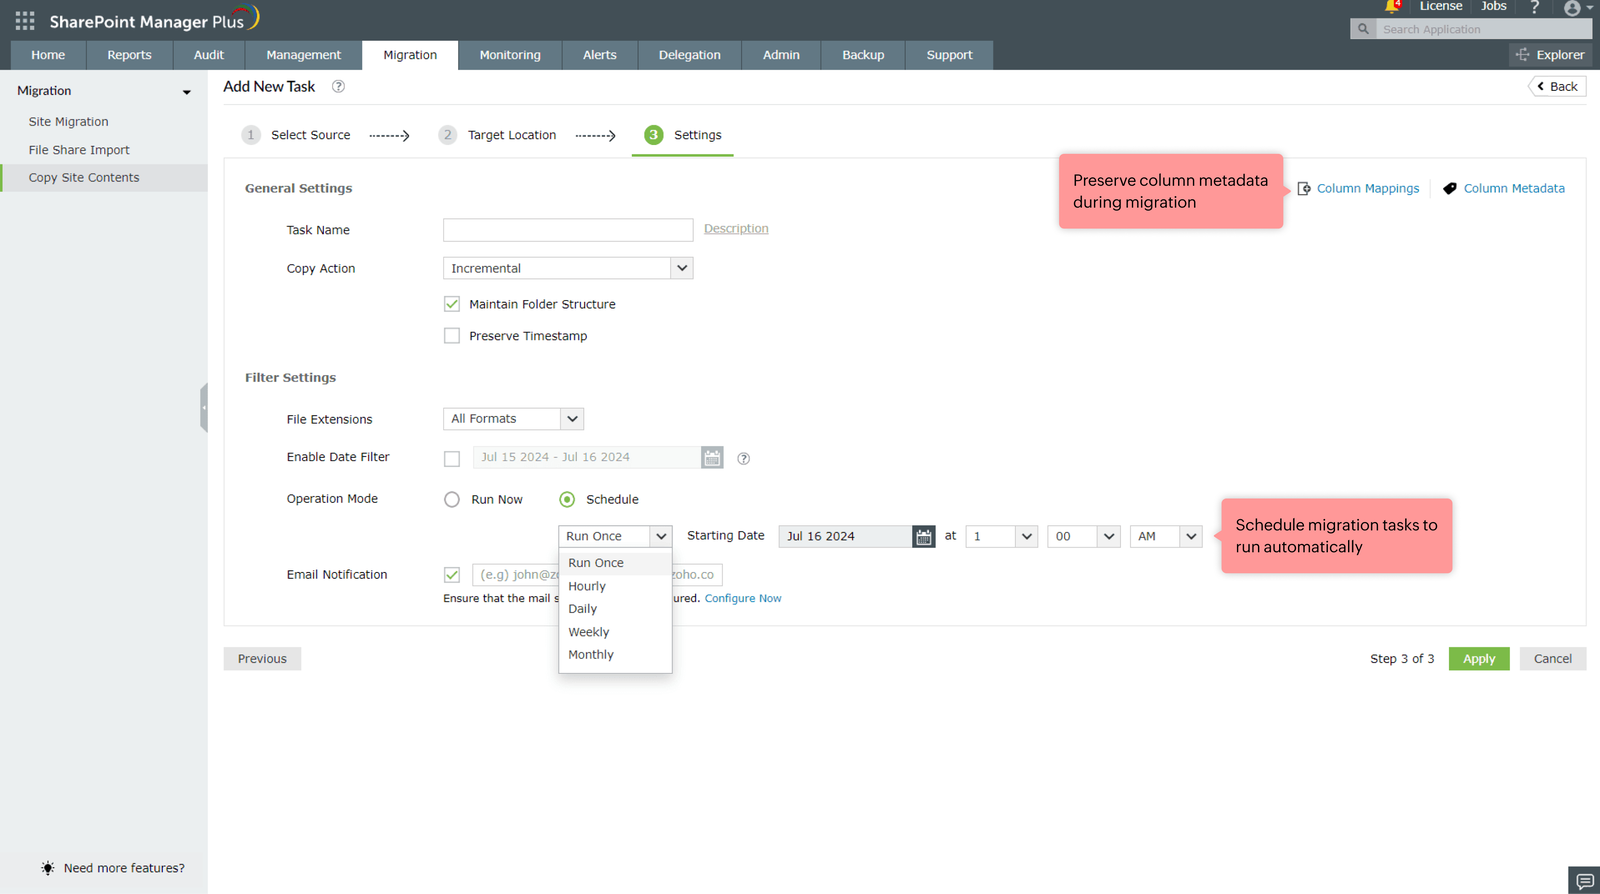 SharePoint Manager Plus
4
License
Jobs
?
Search Application
Home
Reports
Audit
Management
Migration
Monitoring
Alerts
Delegation
Admin
Backup
Support
Explorer
Migration
Site Migration
File Share Import
Copy Site Contents
Add New Task
?
Back
1 Select Source
2 Target Location
3 Settings
Preserve column metadata
during migration
Column Mappings
Column Metadata
General Settings
Task Name
Description
Copy Action
Incremental
Maintain Folder Structure
Preserve Timestamp
Filter Settings
File Extensions
All Formats
Enable Date Filter
Jul 15 2024 - Jul 16 2024
?
Operation Mode
Run Now
Schedule
Run Once
Starting Date
Jul 16 2024
at
1
00
AM
Schedule migration tasks to
run automatically
Run Once
Hourly
Daily
Weekly
Monthly
Email Notification
(e.g) john@zo
zoho.co
Ensure that the mail s
ured. Configure Now
Previous
Step 3 of 3
Apply
Cancel
Need more features?